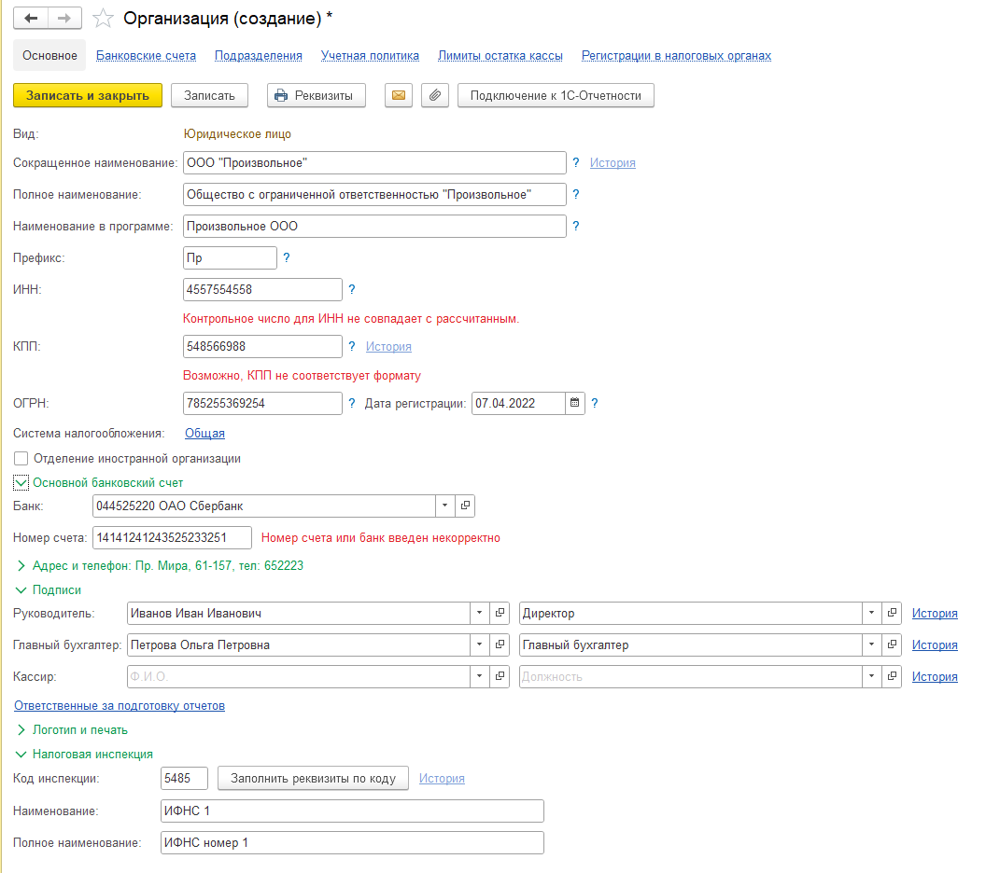 Организация (создание) *
Основное Банковские счета Подразделения Учетная политика Лимиты остатка кассы Регистрации в налоговых органах
Записать и закрыть Записать Реквизиты Подключение к 1С-Отчетности
Вид: Юридическое лицо
Сокращенное наименование: ООО "Произвольное" ? История
Полное наименование: Общество с ограниченной ответственностью "Произвольное" ?
Наименование в программе: Произвольное ООО ?
Префикс: Пр ?
ИНН: 4557554558 ?
Контрольное число для ИНН не совпадает с рассчитанным.
КПП: 548566988 ? История
Возможно, КПП не соответствует формату
ОГРН: 785255369254 ? Дата регистрации: 07.04.2022 ?
Система налогообложения: Общая
Отделение иностранной организации
Основной банковский счет
Банк: 044525220 ОАО Сбербанк
Номер счета: 14141241243525233251 Номер счета или банк введен некорректно
Адрес и телефон: Пр. Мира, 61-157, тел: 652223
Подписи
Руководитель: Иванов Иван Иванович Директор История
Главный бухгалтер: Петрова Ольга Петровна Главный бухгалтер История
Кассир: Ф.И.О. Должность История
Ответственные за подготовку отчетов
Логотип и печать
Налоговая инспекция
Код инспекции: 5485 Заполнить реквизиты по коду История
Наименование: ИФНС 1
Полное наименование: ИФНС номер 1